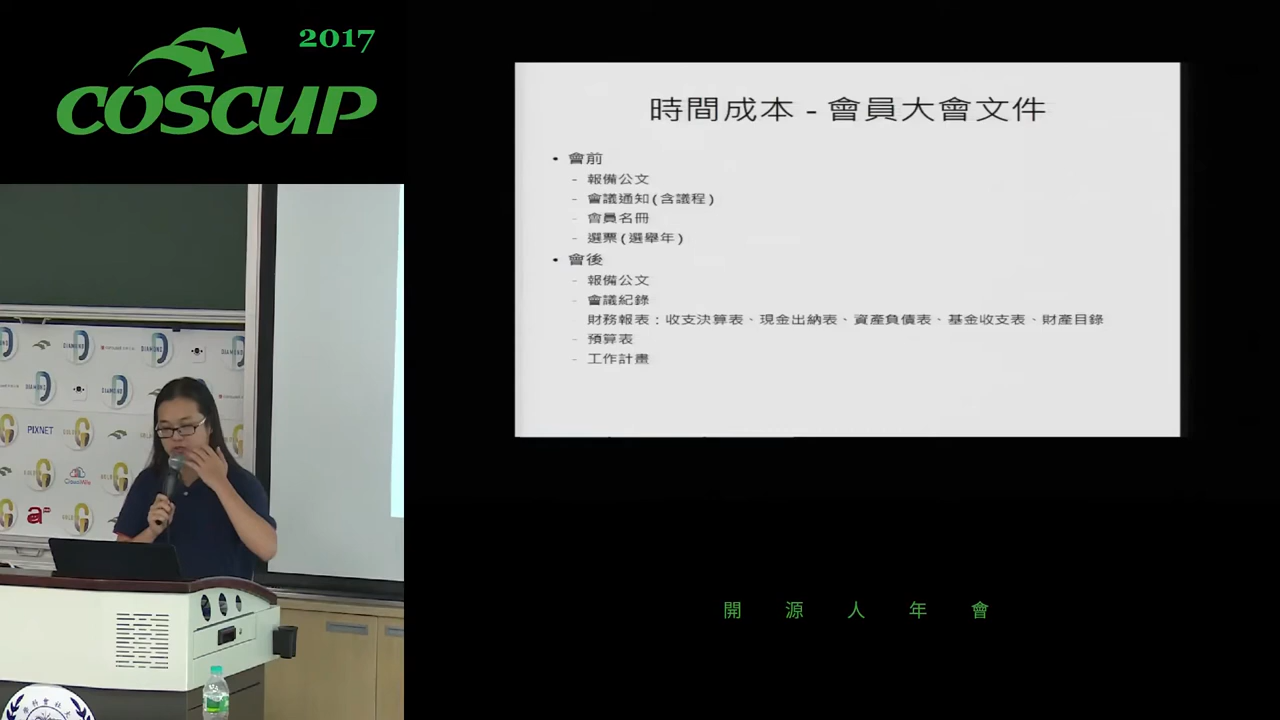 2017
COSCUP
時間成本 - 會員大會文件
• 會前
- 報備公文
- 會議通知(含議程)
- 會員名冊
- 選票(選舉年)
• 會後
- 報備公文
- 會議紀錄
財務報表：收支決算表、現金出納表、資產負債表、基金收支表、財產目錄
- 預算表
- 工作計畫
PIXNET
開 源 人 年 會